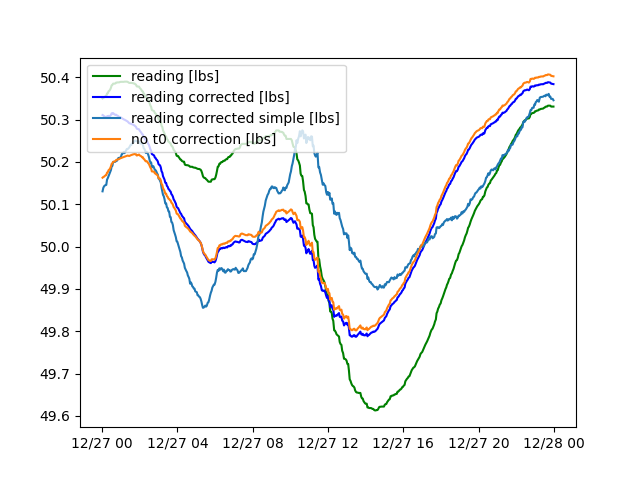 reading [lbs]
reading corrected [lbs]
reading corrected simple [lbs]
no t0 correction [lbs]
50.4
50.3
50.2
50.1
50.0
49.9
49.8
49.7
49.6
12/27 00 12/27 04 12/27 08 12/27 12 12/27 16 12/27 20 12/28 00